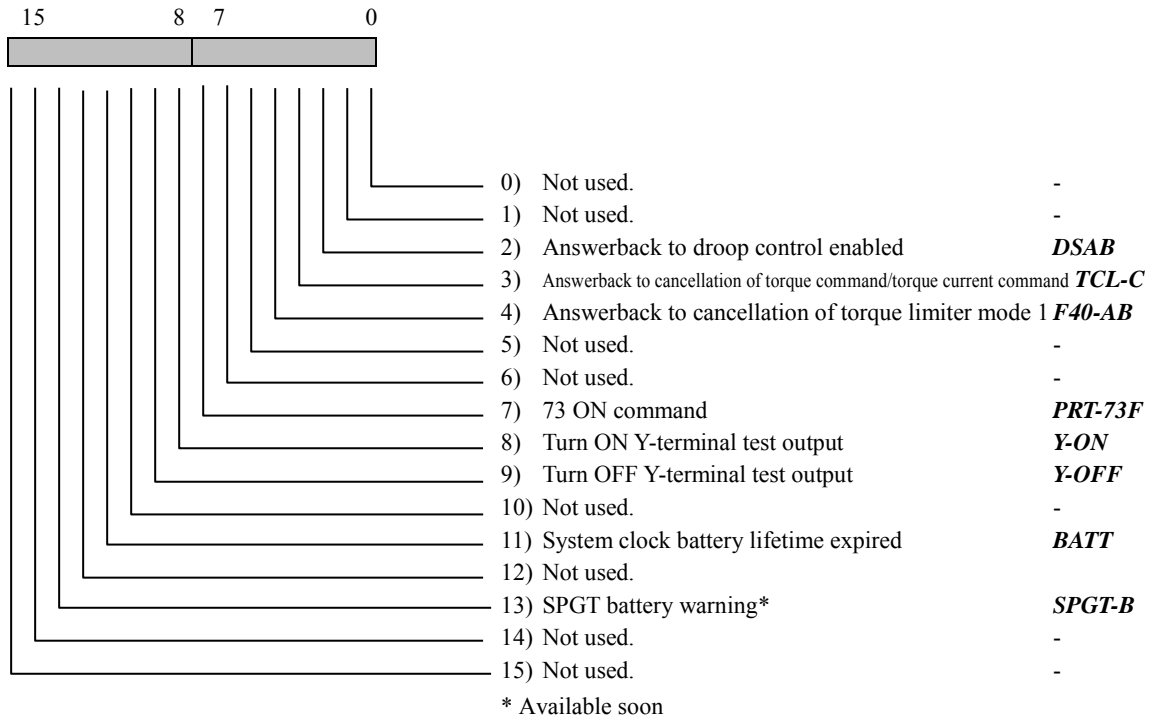 15 8 7 0
0) Not used. -
1) Not used. -
2) Answerback to droop control enabled DSAB
3) Answerback to cancellation of torque command/torque current command TCL-C
4) Answerback to cancellation of torque limiter mode 1 F40-AB
5) Not used. -
6) Not used. -
7) 73 ON command PRT-73F
8) Turn ON Y-terminal test output Y-ON
9) Turn OFF Y-terminal test output Y-OFF
10) Not used. -
11) System clock battery lifetime expired BATT
12) Not used.
13) SPGT battery warning* SPGT-B
14) Not used. -
15) Not used. -
* Available soon